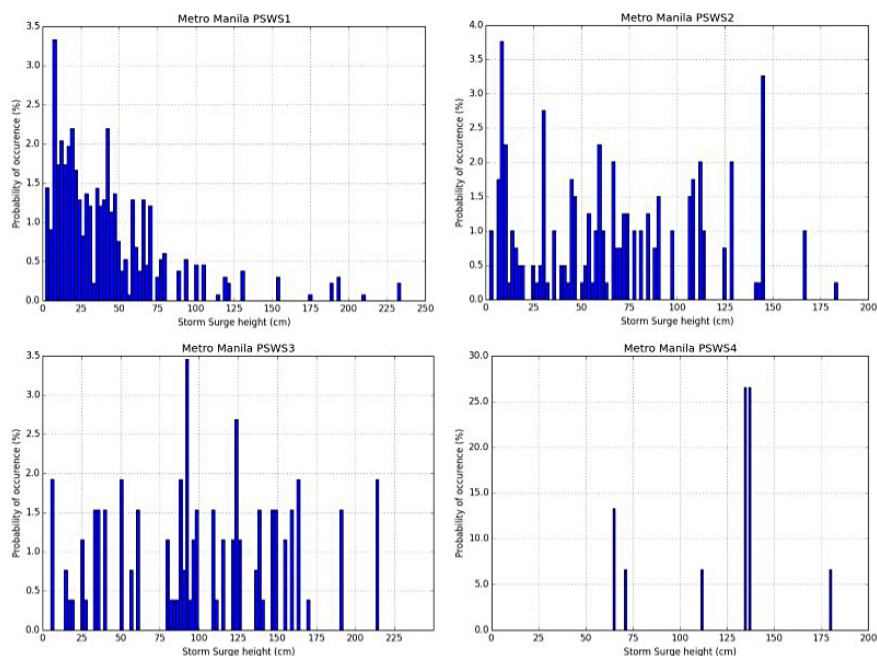 Metro Manila PSWS1
3.5
3.0
2.5
2.0
1.5
1.0
0.5
0.0
Probability of occurence (%)
0 25 50 75 100 125 150 175 200 225 250
Storm Surge height (cm)
Metro Manila PSWS2
4.0
3.5
3.0
2.5
2.0
1.5
1.0
0.5
0.0
Probability of occurence (%)
0 25 50 75 100 125 150 175 200
Storm Surge height (cm)
Metro Manila PSWS3
3.5
3.0
2.5
2.0
1.5
1.0
0.5
0.0
Probability of occurence (%)
0 25 50 75 100 125 150 175 200 225
Storm Surge height (cm)
Metro Manila PSWS4
30.0
25.0
20.0
15.0
10.0
5.0
0.0
Probability of occurence (%)
0 25 50 75 100 125 150 175 200
Storm Surge height (cm)